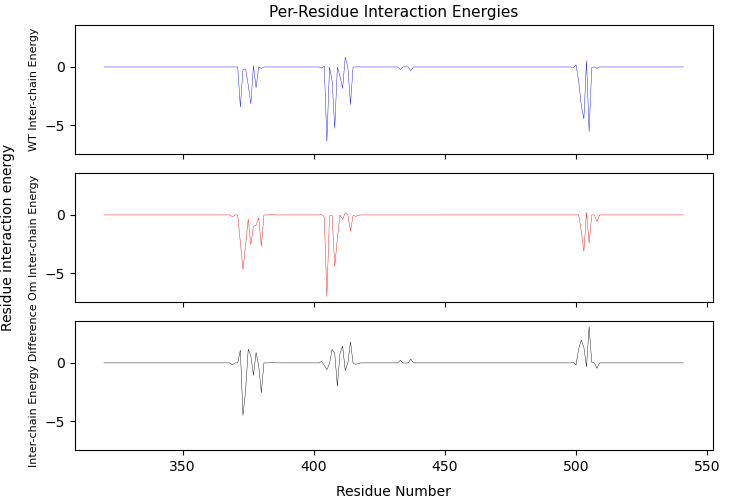 Per-Residue Interaction Energies
Residue interaction energy
WT Inter-chain Energy
0
−5
Om Inter-chain Energy
0
−5
Inter-chain Energy Difference
0
−5
350
400
450
500
550
Residue Number